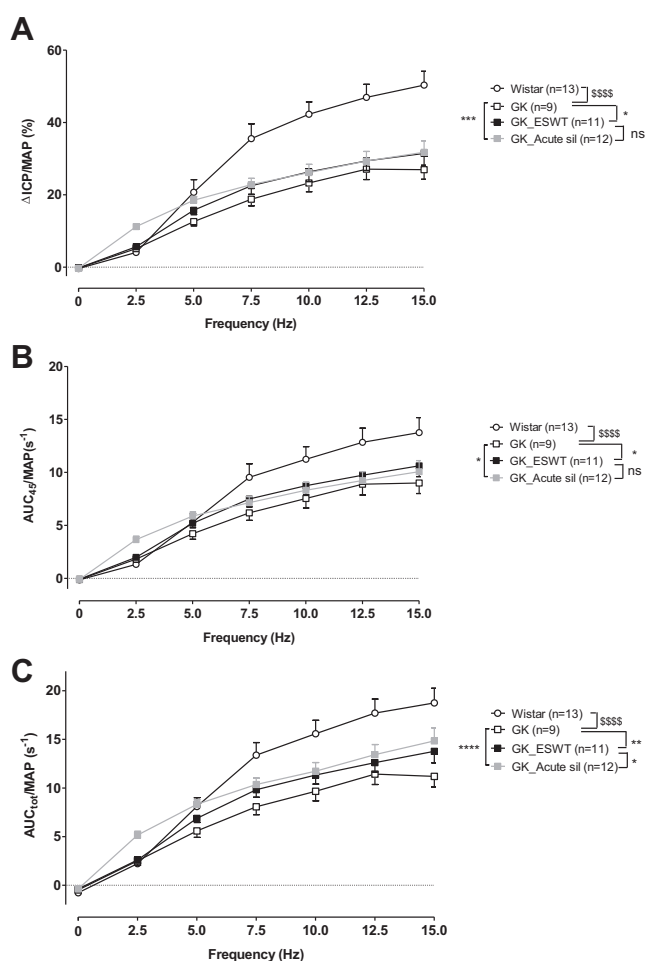 A
60
40
20
0
ΔICP/MAP (%)
0 2.5 5.0 7.5 10.0 12.5 15.0
Frequency (Hz)
Wistar (n=13)
GK (n=9)
GK_ESWT (n=11)
GK_Acute sil (n=12)
$$$$
*
***
ns
B
20
15
10
5
0
AUC45/MAP(s-1)
0 2.5 5.0 7.5 10.0 12.5 15.0
Frequency (Hz)
Wistar (n=13)
GK (n=9)
GK_ESWT (n=11)
GK_Acute sil (n=12)
$$$$
*
*
ns
C
20
15
10
5
0
AUCtot/MAP (s-1)
0 2.5 5.0 7.5 10.0 12.5 15.0
Frequency (Hz)
Wistar (n=13)
GK (n=9)
GK_ESWT (n=11)
GK_Acute sil (n=12)
$$$$
**
****
*